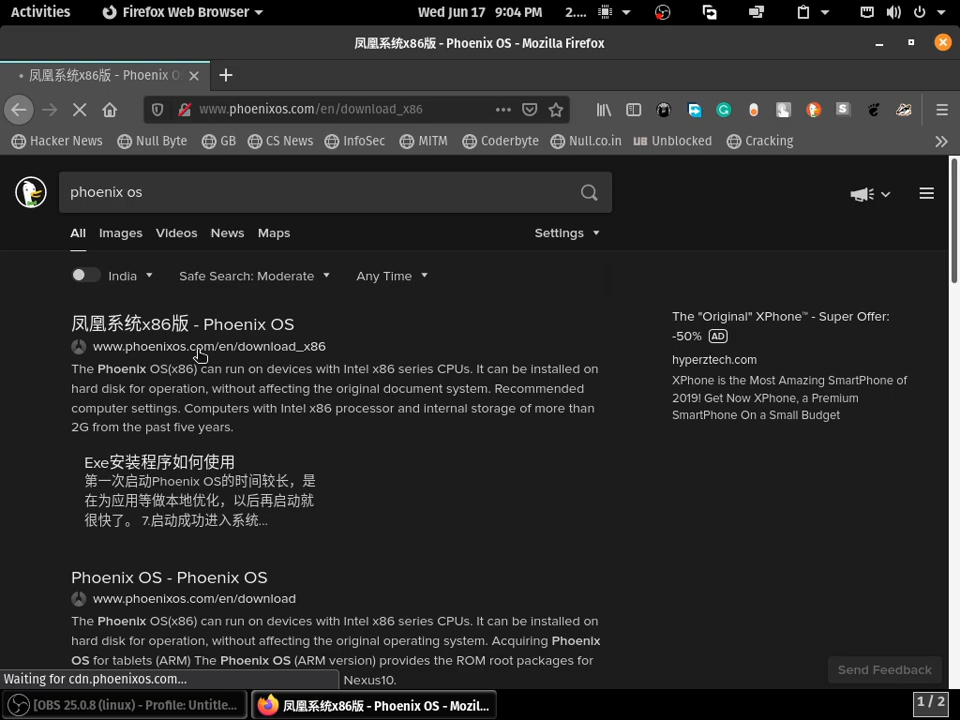 Activities
Firefox Web Browser
Wed Jun 17 9:04 PM
2....
凤凰系统x86版 - Phoenix OS - Mozilla Firefox
凤凰系统x86版 - Phoenix O
www.phoenixos.com/en/download_x86
Hacker News
Null Byte
GB
CS News
InfoSec
MITM
Coderbyte
Null.co.in
UB Unblocked
Cracking
phoenix os
All
Images
Videos
News
Maps
Settings
India
Safe Search: Moderate
Any Time
凤凰系统x86版 - Phoenix OS
www.phoenixos.com/en/download_x86
The Phoenix OS(x86) can run on devices with Intel x86 series CPUs. It can be installed on
hard disk for operation, without affecting the original document system. Recommended
computer settings. Computers with Intel x86 processor and internal storage of more than
2G from the past five years.
Exe安装程序如何使用
第一次启动Phoenix OS的时间较长，是
在为应用等做本地优化，以后再启动就
很快了。 7.启动成功进入系统...
Phoenix OS - Phoenix OS
www.phoenixos.com/en/download
The Phoenix OS(x86) can run on devices with Intel x86 series CPUs. It can be installed on
hard disk for operation, without affecting the original operating system. Acquiring Phoenix
OS for tablets (ARM) The Phoenix OS (ARM version) provides the ROM root packages for
Nexus10.
The "Original" XPhone™ - Super Offer:
-50% AD
hyperztech.com
XPhone is the Most Amazing SmartPhone of
2019! Get Now XPhone, a Premium
SmartPhone On a Small Budget
Send Feedback
Waiting for cdn.phoenixos.com...
[OBS 25.0.8 (linux) - Profile: Untitle...
凤凰系统x86版 - Phoenix OS - Mozil...
1 / 2